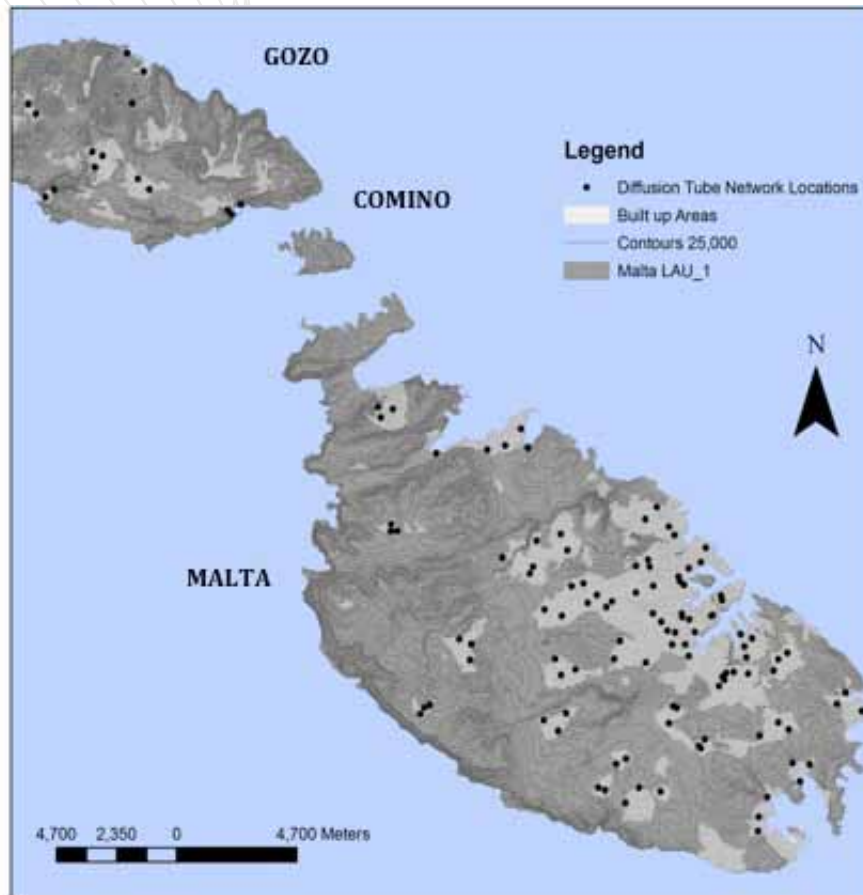 GOZO
COMINO
Legend
Diffusion Tube Network Locations
Built up Areas
Contours 25,000
Malta LAU_1
N
MALTA
4,700 2,350 0 4,700 Meters